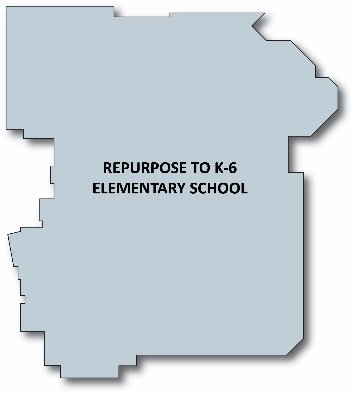 REPURPOSE TO K-6
ELEMENTARY SCHOOL